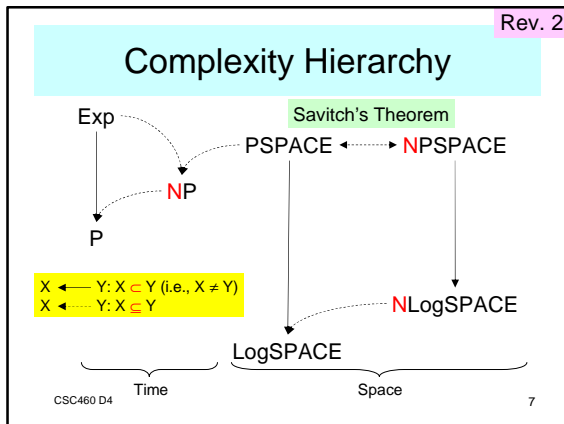 Rev. 2
Complexity Hierarchy
Savitch's Theorem
Exp
PSPACE
NPSPACE
NP
P
X Y: X ⊂ Y (i.e., X ≠ Y)
X Y: X ⊆ Y
NLogSPACE
LogSPACE
Time
Space
CSC460 D4
7